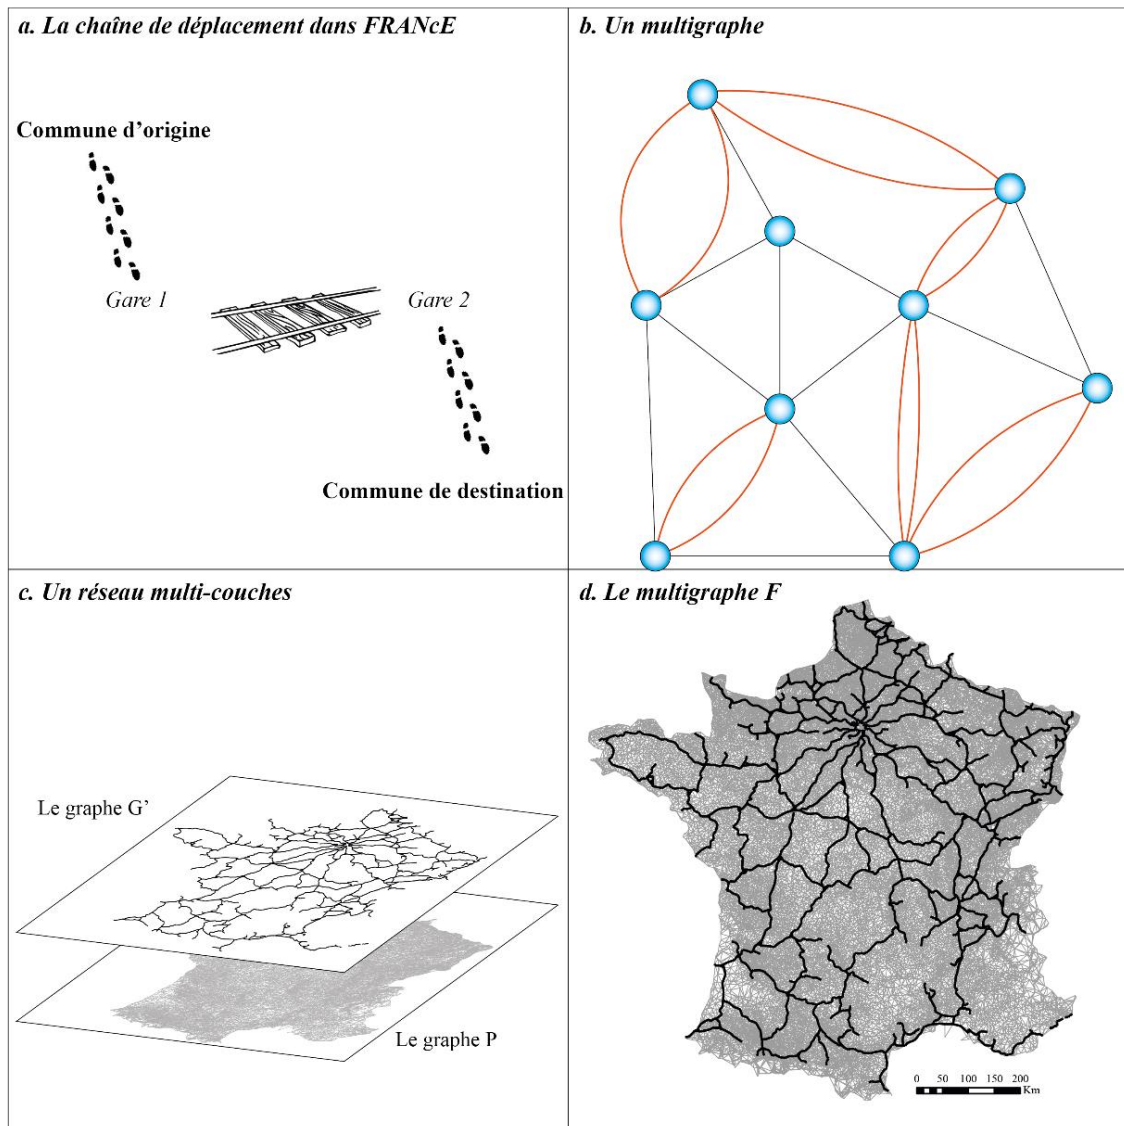 a. La chaîne de déplacement dans FRANcE
Commune d'origine
Gare 1
Gare 2
Commune de destination
b. Un multigraphe
c. Un réseau multi-couches
Le graphe G'
Le graphe P
d. Le multigraphe F
0 50 100 150 200
Km